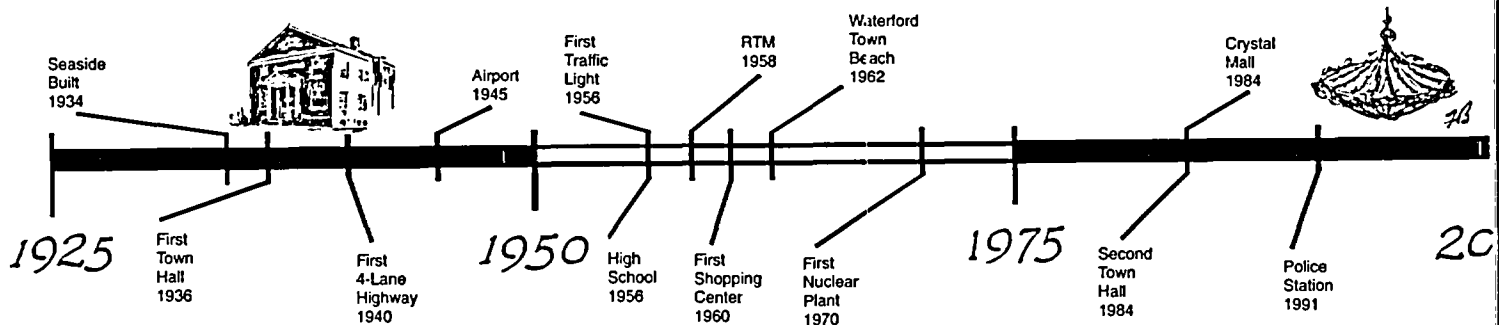 Seaside
Built
1934
First
Town
Hall
1936
First
4-Lane
Highway
1940
Airport
1945
First
Traffic
Light
1956
High
School
1956
RTM
1958
First
Shopping
Center
1960
Waterford
Town
Beach
1962
First
Nuclear
Plant
1970
Crystal
Mall
1984
Second
Town
Hall
1984
Police
Station
1991
1925
1950
1975
20